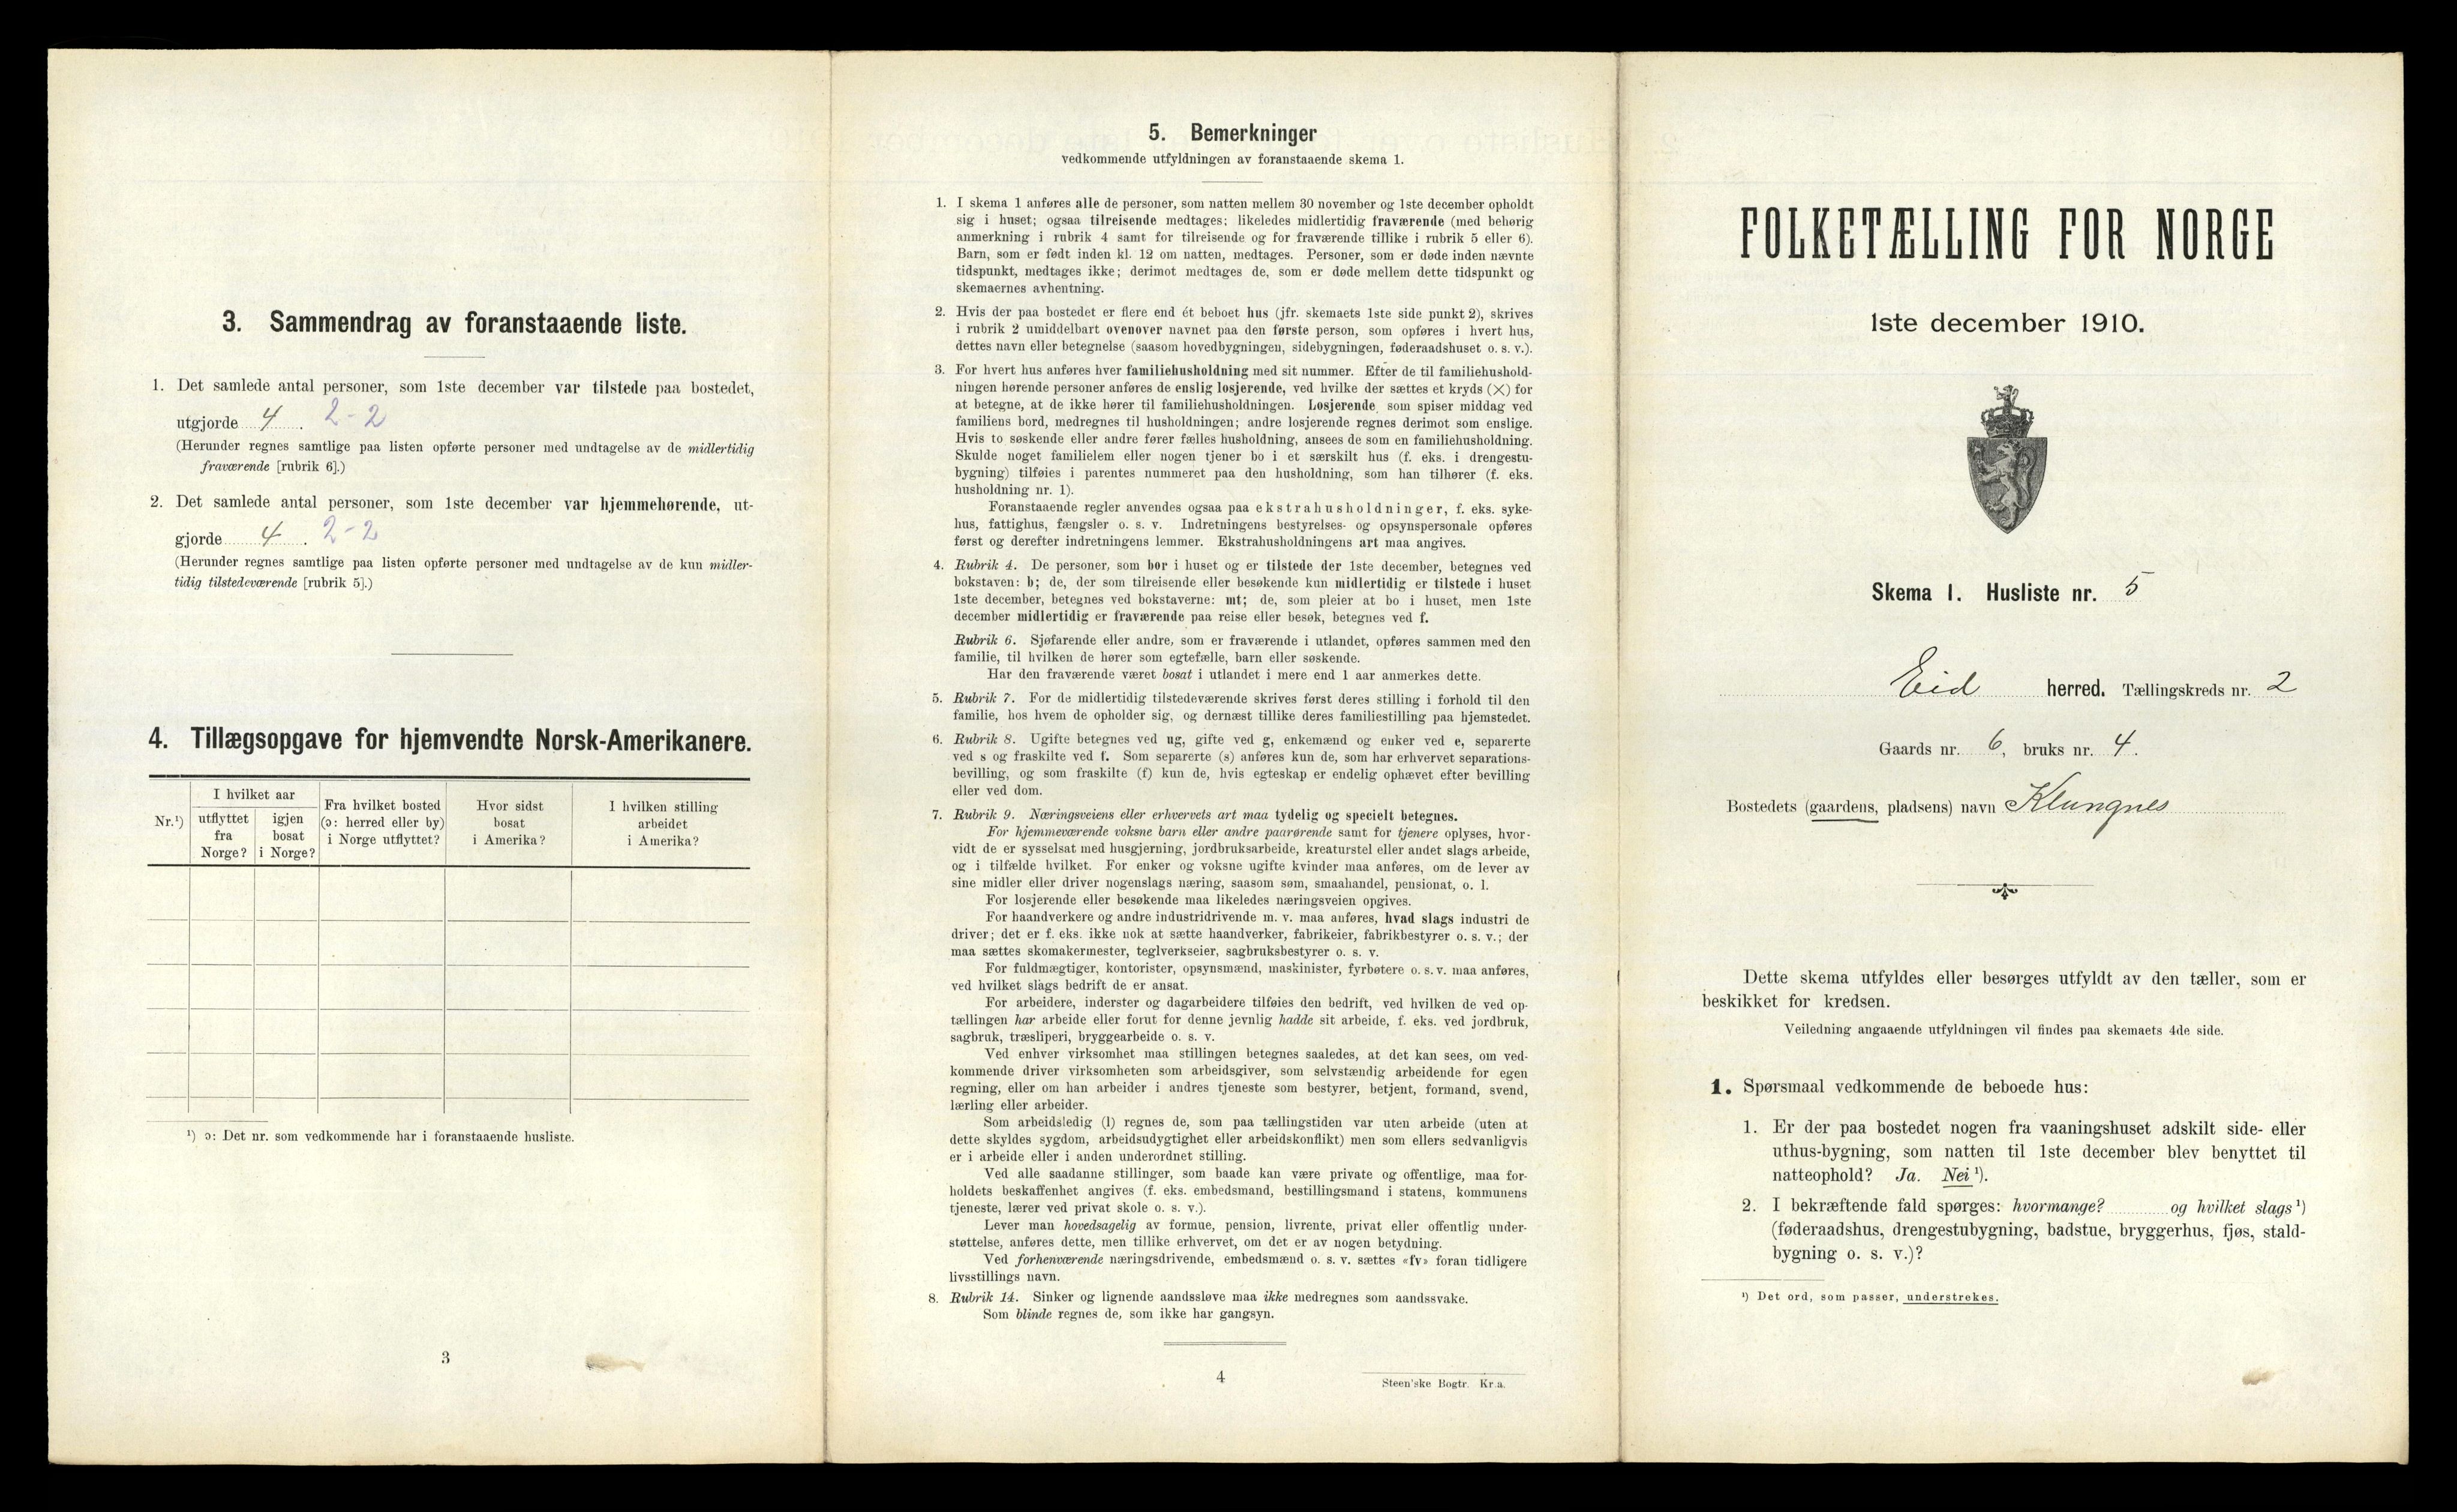 3. Sammendrag av foranstaaende liste.
1. Det samlede antal personer, som 1ste december var tilstede paa bostedet,
utgjorde 4. 2-2
(Herunder regnes samtlige paa listen opførte personer med undtagelse av de midlertidig
fraværende [rubrik 6].)
2. Det samlede antal personer, som 1ste december var hjemmehørende, ut-
gjorde 4. 2-2
(Herunder regnes samtlige paa listen opførte personer med undtagelse av de kun midler-
tidig tilstedeværende [rubrik 5].)
4. Tillægsopgave for hjemvendte Norsk-Amerikanere.
Nr.¹)
I hvilket aar
utflyttet
fra
Norge?
igjen
bosat
i Norge?
Fra hvilket bosted
(ɔ: herred eller by)
i Norge utflyttet?
Hvor sidst
bosat
i Amerika?
I hvilken stilling
arbeidet
i Amerika?
¹) ɔ: Det nr. som vedkommende har i foranstaaende husliste.
3
5. Bemerkninger
vedkommende utfyldningen av foranstaaende skema 1.
1. I skema 1 anføres alle de personer, som natten mellem 30 november og 1ste december opholdt
sig i huset; ogsaa tilreisende medtages; likeledes midlertidig fraværende (med behørig
anmerkning i rubrik 4 samt for tilreisende og for fraværende tillike i rubrik 5 eller 6).
Barn, som er født inden kl. 12 om natten, medtages. Personer, som er døde inden nævnte
tidspunkt, medtages ikke; derimot medtages de, som er døde mellem dette tidspunkt og
skemaernes avhentning.
2. Hvis der paa bostedet er flere end ét beboet hus (jfr. skemaets 1ste side punkt 2), skrives
i rubrik 2 umiddelbart ovenover navnet paa den første person, som opføres i hvert hus,
dettes navn eller betegnelse (saasom hovedbygningen, sidebygningen, føderaadshuset o. s. v.).
3. For hvert hus anføres hver familiehusholdning med sit nummer. Efter de til familiehushold-
ningen hørende personer anføres de enslig losjerende, ved hvilke der sættes et kryds (×) for
at betegne, at de ikke hører til familiehusholdningen. Losjerende som spiser middag ved
familiens bord, medregnes til husholdningen; andre losjerende regnes derimot som enslige.
Hvis to søskende eller andre fører fælles husholdning, ansees de som en familiehusholdning.
Skulde noget familielem eller nogen tjener bo i et særskilt hus (f. eks. i drengestu-
bygning) tilføies i parentes nummeret paa den husholdning, som han tilhører (f. eks.
husholdning nr. 1).
Foranstaaende regler anvendes ogsaa paa ekstrahusholdninger, f. eks. syke-
hus, fattighus, fængsler o. s. v. Indretningens bestyrelses- og opsynspersonale opføres
først og derefter indretningens lemmer. Ekstrahusholdningens art maa angives.
4. Rubrik 4. De personer, som bor i huset og er tilstede der 1ste december, betegnes ved
bokstaven: b; de, der som tilreisende eller besøkende kun midlertidig er tilstede i huset
1ste december, betegnes ved bokstaverne: mt; de, som pleier at bo i huset, men 1ste
december midlertidig er fraværende paa reise eller besøk, betegnes ved f.
Rubrik 6. Sjøfarende eller andre, som er fraværende i utlandet, opføres sammen med den
familie, til hvilken de hører som egtefælle, barn eller søskende.
Har den fraværende været bosat i utlandet i mere end 1 aar anmerkes dette.
5. Rubrik 7. For de midlertidig tilstedeværende skrives først deres stilling i forhold til den
familie, hos hvem de opholder sig, og dernæst tillike deres familiestilling paa hjemstedet.
6. Rubrik 8. Ugifte betegnes ved ug, gifte ved g, enkemænd og enker ved e, separerte
ved s og fraskilte ved f. Som separerte (s) anføres kun de, som har erhvervet separations-
bevilling, og som fraskilte (f) kun de, hvis egteskap er endelig ophævet efter bevilling
eller ved dom.
7. Rubrik 9. Næringsveiens eller erhvervets art maa tydelig og specielt betegnes.
For hjemmeværende voksne barn eller andre paarørende samt for tjenere oplyses, hvor-
vidt de er sysselsat med husgjerning, jordbruksarbeide, kreaturstel eller andet slags arbeide,
og i tilfælde hvilket. For enker og voksne ugifte kvinder maa anføres, om de lever av
sine midler eller driver nogenslags næring, saasom søm, smaahandel, pensionat, o. l.
For losjerende eller besøkende maa likeledes næringsveien opgives.
For haandverkere og andre industridrivende m. v. maa anføres, hvad slags industri de
driver; det er f. eks. ikke nok at sætte haandverker, fabrikeier, fabrikbestyrer o. s. v.; der
maa sættes skomakermester, teglverkseier, sagbruksbestyrer o. s. v.
For fuldmægtiger, kontorister, opsynsmænd, maskinister, fyrbøtere o. s. v. maa anføres,
ved hvilket slags bedrift de er ansat.
For arbeidere, inderster og dagarbeidere tilføies den bedrift, ved hvilken de ved op-
tællingen har arbeide eller forut for denne jevnlig hadde sit arbeide, f. eks. ved jordbruk,
sagbruk, træsliperi, bryggearbeide o. s. v.
Ved enhver virksomhet maa stillingen betegnes saaledes, at det kan sees, om ved-
kommende driver virksomheten som arbeidsgiver, som selvstændig arbeidende for egen
regning, eller om han arbeider i andres tjeneste som bestyrer, betjent, formand, svend,
lærling eller arbeider.
Som arbeidsledig (l) regnes de, som paa tællingstiden var uten arbeide (uten at
dette skyldes sygdom, arbeidsudygtighet eller arbeidskonflikt) men som ellers sedvanligvis
er i arbeide eller i anden underordnet stilling.
Ved alle saadanne stillinger, som baade kan være private og offentlige, maa for-
holdets beskaffenhet angives (f. eks. embedsmand, bestillingsmand i statens, kommunens
tjeneste, lærer ved privat skole o. s. v.).
Lever man hovedsagelig av formue, pension, livrente, privat eller offentlig under-
støttelse, anføres dette, men tillike erhvervet, om det er av nogen betydning.
Ved forhenværende næringsdrivende, embedsmænd o. s. v. sættes «fv» foran tidligere
livsstillings navn.
8. Rubrik 14. Sinker og lignende aandssløve maa ikke medregnes som aandssvake.
Som blinde regnes de, som ikke har gangsyn.
4
Steen'ske Bogtr. Kr.a.
FOLKETÆLLING FOR NORGE
1ste december 1910.
Skema 1. Husliste nr. 5
Eid herred. Tællingskreds nr. 2
Gaards nr. 6, bruks nr. 4.
Bostedets (gaardens, pladsens) navn Klungnes
Dette skema utfyldes eller besørges utfyldt av den tæller, som er
beskikket for kredsen.
Veiledning angaaende utfyldningen vil findes paa skemaets 4de side.
1. Spørsmaal vedkommende de beboede hus:
1. Er der paa bostedet nogen fra vaaningshuset adskilt side- eller
uthus-bygning, som natten til 1ste december blev benyttet til
natteophold? Ja. Nei¹).
2. I bekræftende fald spørges: hvormange? og hvilket slags¹)
(føderaadshus, drengestubygning, badstue, bryggerhus, fjøs, stald-
bygning o. s. v.)?
¹) Det ord, som passer, understrekes.